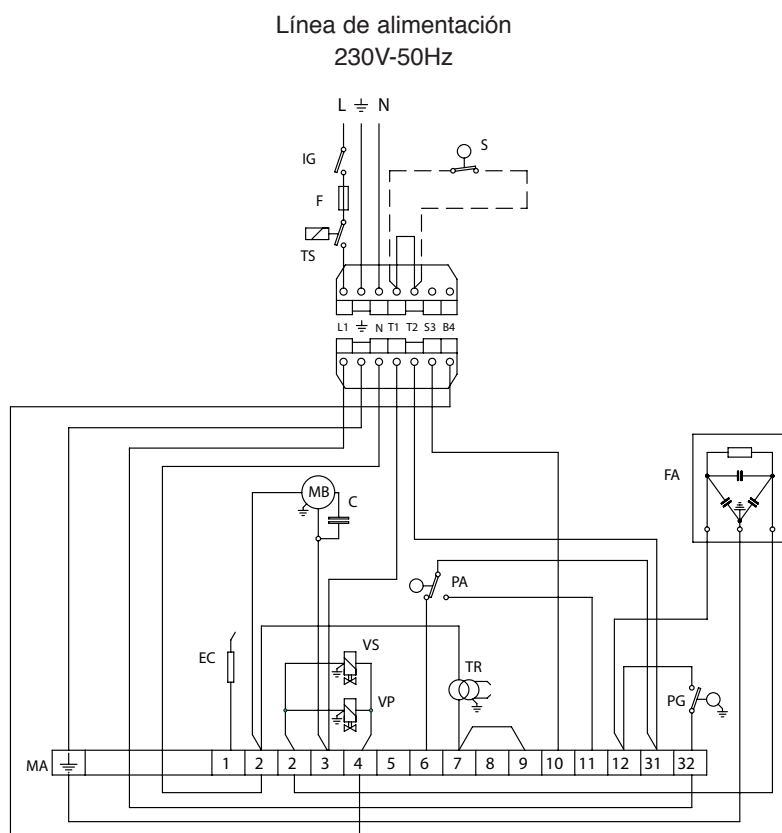 Línea de alimentación
230V-50Hz
L N
IG
S
F
TS
L1 N T1 T2 S3 B4
MB
C
FA
PA
EC
VS
TR
VP
PG
MA
1 2 2 3 4 5 6 7 8 9 10 11 12 31 32